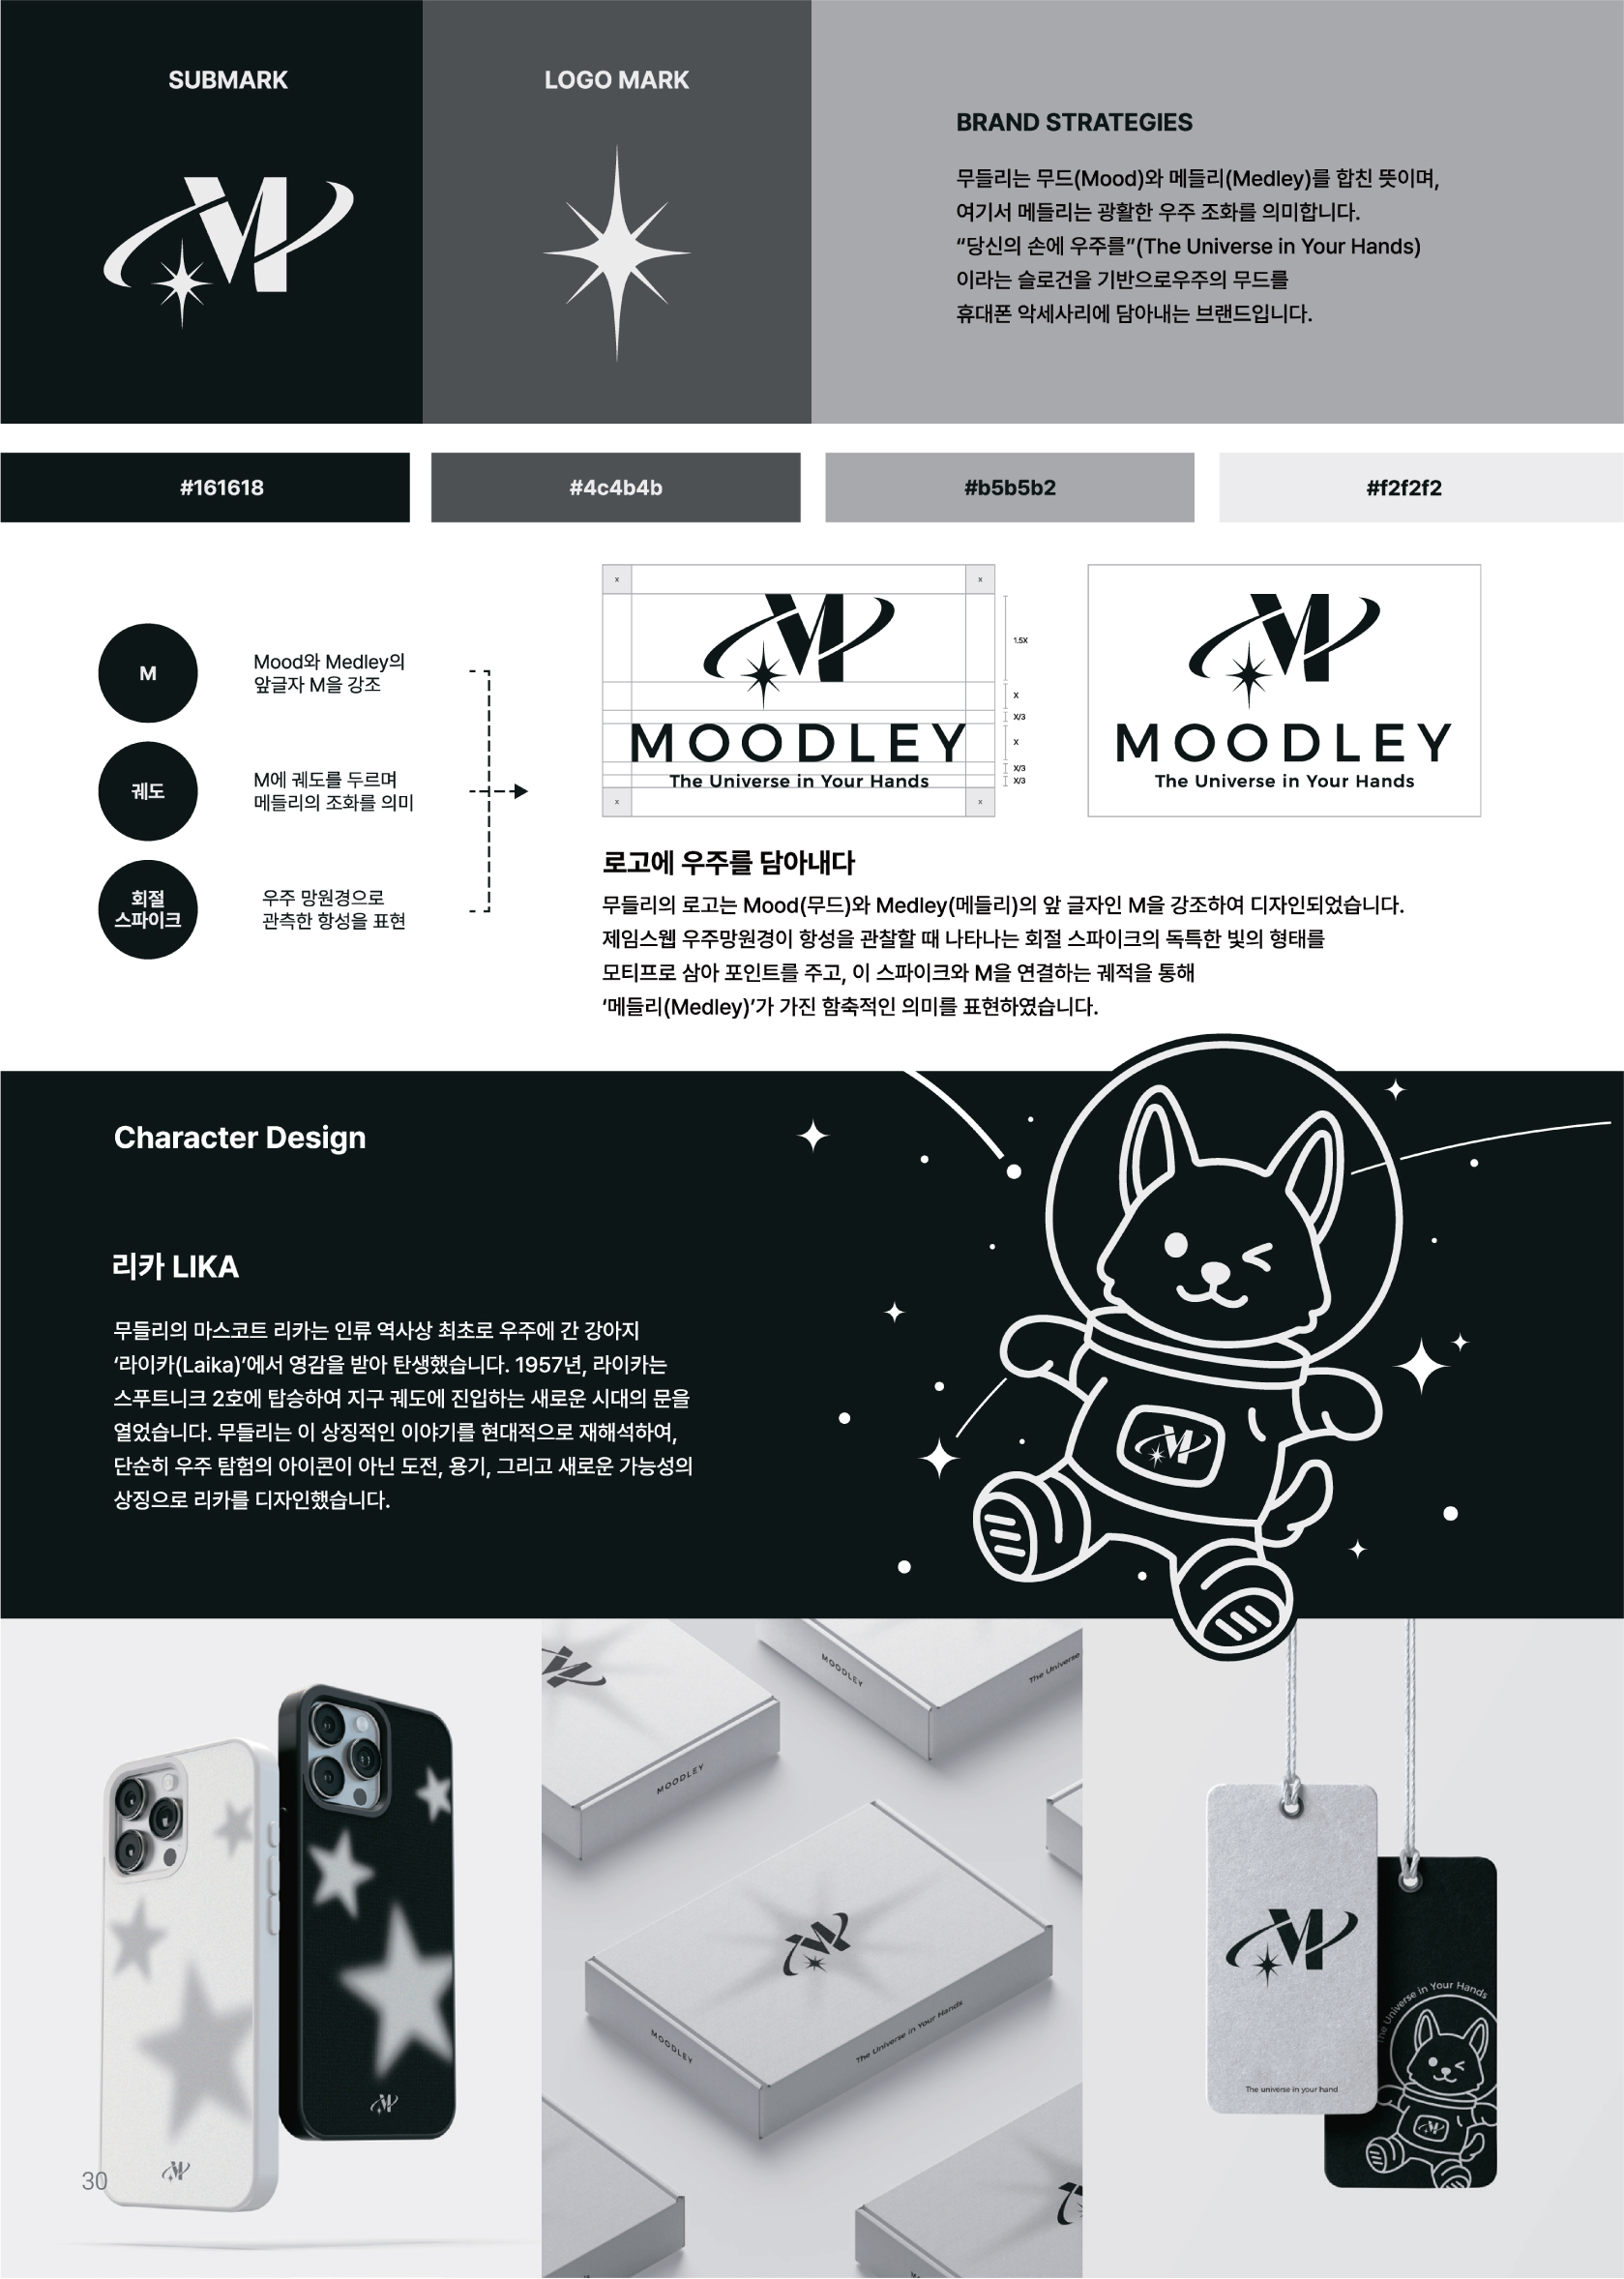 SUBMARK
LOGO MARK
BRAND STRATEGIES
무들리는 무드(Mood)와 메들리(Medley)를 합친 뜻이며,
여기서 메들리는 광활한 우주 조화를 의미합니다.
“당신의 손에 우주를”(The Universe in Your Hands)
이라는 슬로건을 기반으로우주의 무드를
휴대폰 악세사리에 담아내는 브랜드입니다.
#161618
#4c4b4b
#b5b5b2
#f2f2f2
M
Mood와 Medley의
앞글자 M을 강조
궤도
M에 궤도를 두르며
메들리의 조화를 의미
회절
스파이크
우주 망원경으로
관측한 항성을 표현
x
x
MOODLEY
The Universe in Your Hands
x
x
1.5X
X
X/3
X
X/3
X/3
MOODLEY
The Universe in Your Hands
로고에 우주를 담아내다
무들리의 로고는 Mood(무드)와 Medley(메들리)의 앞 글자인 M을 강조하여 디자인되었습니다.
제임스웹 우주망원경이 항성을 관찰할 때 나타나는 회절 스파이크의 독특한 빛의 형태를
모티프로 삼아 포인트를 주고, 이 스파이크와 M을 연결하는 궤적을 통해
‘메들리(Medley)’가 가진 함축적인 의미를 표현하였습니다.
Character Design
리카 LIKA
무들리의 마스코트 리카는 인류 역사상 최초로 우주에 간 강아지
‘라이카(Laika)’에서 영감을 받아 탄생했습니다. 1957년, 라이카는
스푸트니크 2호에 탑승하여 지구 궤도에 진입하는 새로운 시대의 문을
열었습니다. 무들리는 이 상징적인 이야기를 현대적으로 재해석하여,
단순히 우주 탐험의 아이콘이 아닌 도전, 용기, 그리고 새로운 가능성의
상징으로 리카를 디자인했습니다.
MOODLEY
The Universe
MOODLEY
MOODLEY
The Universe in Your Hands
The Universe in Your Hands
The universe in your hand
30